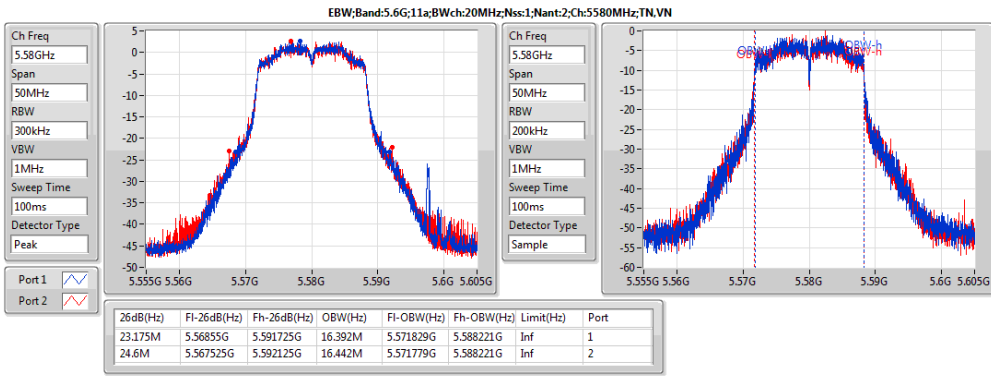 EBW;Band:5.6G;11a;BWch:20MHz;Nss:1;Nant:2;Ch:5580MHz;TN,VN
Ch Freq
5.58GHz
Span
50MHz
RBW
300kHz
VBW
1MHz
Sweep Time
100ms
Detector Type
Peak
Port 1
Port 2
5
0
-5
-10
-15
-20
-25
-30
-35
-40
-45
-50
5.555G 5.56G 5.57G 5.58G 5.59G 5.6G 5.605G
Ch Freq
5.58GHz
Span
50MHz
RBW
200kHz
VBW
1MHz
Sweep Time
100ms
Detector Type
Sample
0
-5
-10
-15
-20
-25
-30
-35
-40
-45
-50
-55
-60
OBW-h
5.555G 5.56G 5.57G 5.58G 5.59G 5.6G 5.605G
26dB(Hz) Fl-26dB(Hz) Fh-26dB(Hz) OBW(Hz) Fl-OBW(Hz) Fh-OBW(Hz) Limit(Hz) Port
23.175M 5.56855G 5.591725G 16.392M 5.571829G 5.588221G Inf 1
24.6M 5.567525G 5.592125G 16.442M 5.571779G 5.588221G Inf 2